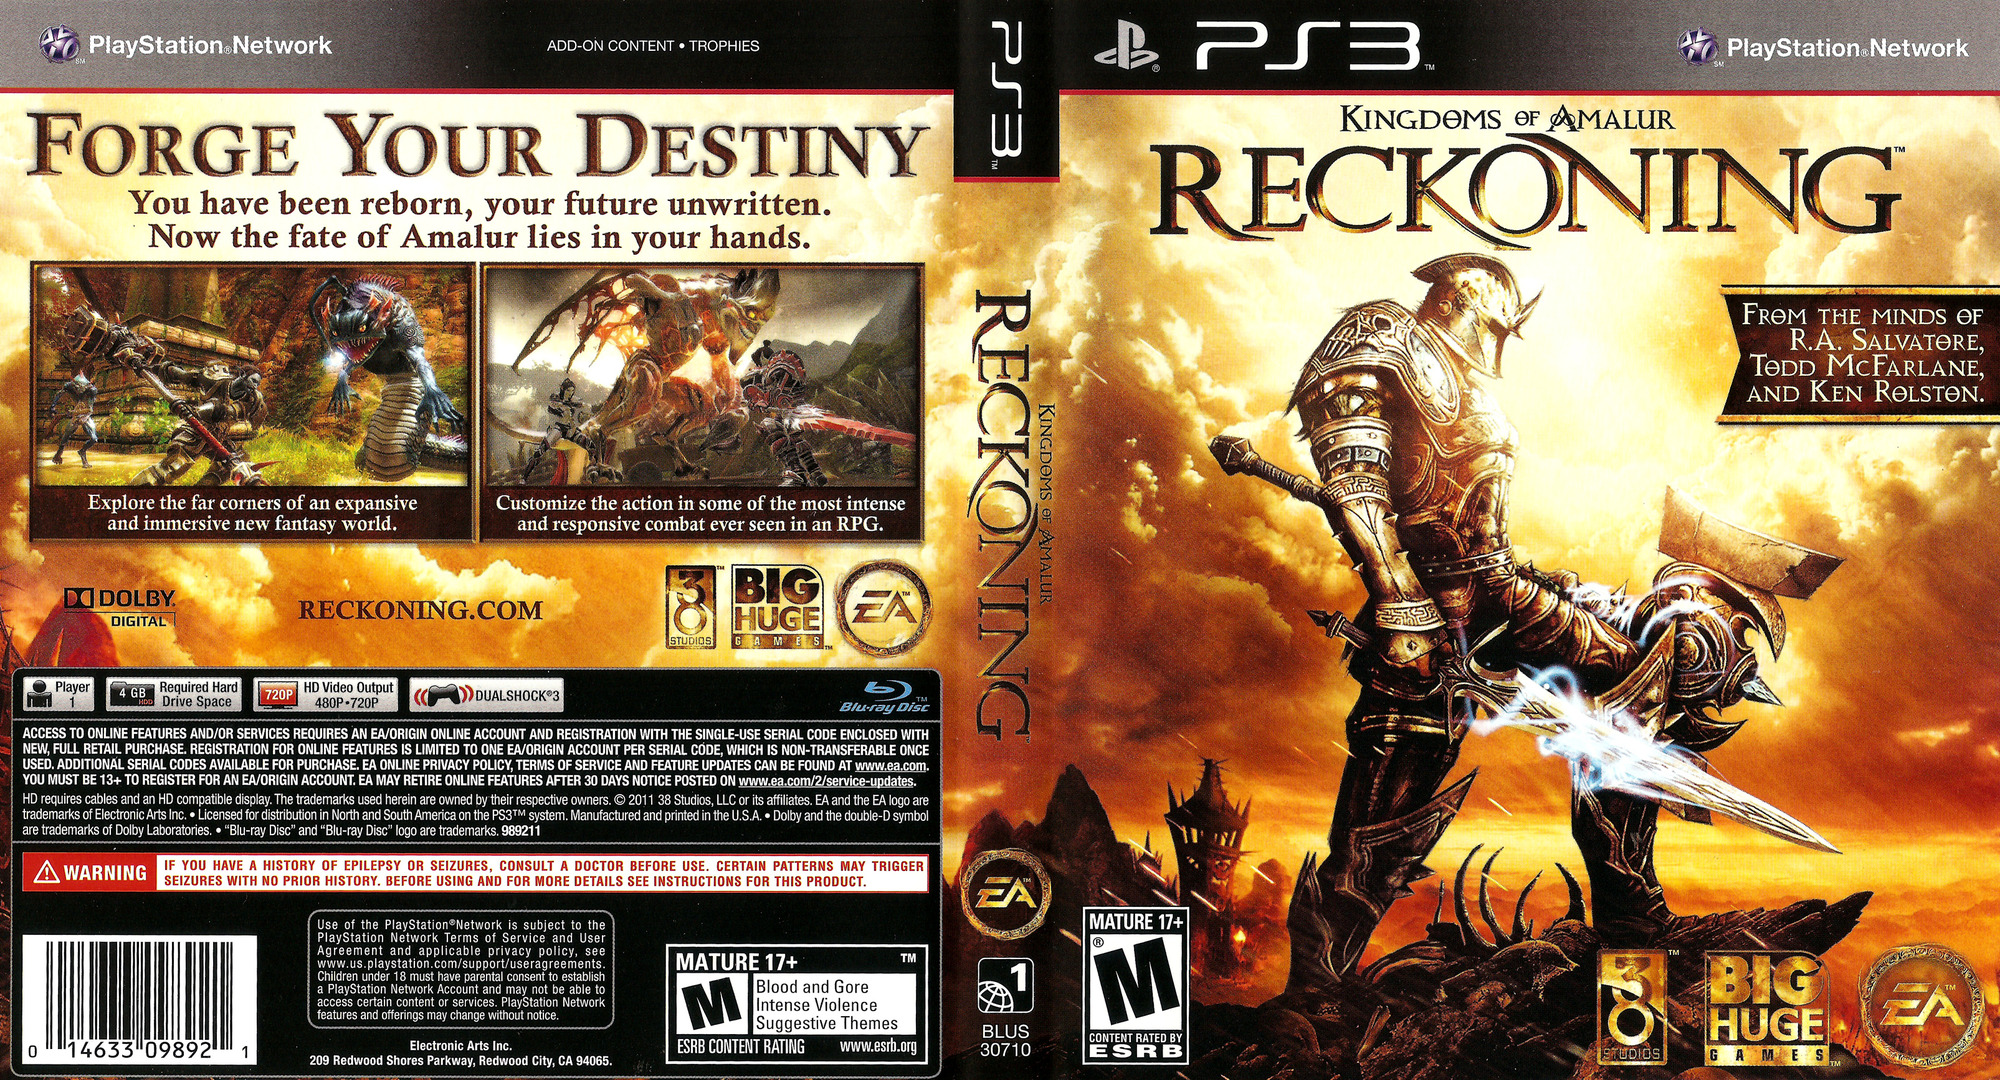 PlayStation®Network
SM
ADD-ON CONTENT • TROPHIES
FORGE YOUR DESTINY
You have been reborn, your future unwritten.
Now the fate of Amalur lies in your hands.
Explore the far corners of an expansive
and immersive new fantasy world.
Customize the action in some of the most intense
and responsive combat ever seen in an RPG.
DOLBY
DIGITAL
RECKONING.COM
38
STUDIOS
™
BIG
HUGE
GAMES™
EA™
Player
1
4 GB
HDD
Required Hard
Drive Space
720P
HD Video Output
480P•720P
DUALSHOCK®3
Blu-ray Disc™
ACCESS TO ONLINE FEATURES AND/OR SERVICES REQUIRES AN EA/ORIGIN ONLINE ACCOUNT AND REGISTRATION WITH THE SINGLE-USE SERIAL CODE ENCLOSED WITH
NEW, FULL RETAIL PURCHASE. REGISTRATION FOR ONLINE FEATURES IS LIMITED TO ONE EA/ORIGIN ACCOUNT PER SERIAL CODE, WHICH IS NON-TRANSFERABLE ONCE
USED. ADDITIONAL SERIAL CODES AVAILABLE FOR PURCHASE. EA ONLINE PRIVACY POLICY, TERMS OF SERVICE AND FEATURE UPDATES CAN BE FOUND AT www.ea.com.
YOU MUST BE 13+ TO REGISTER FOR AN EA/ORIGIN ACCOUNT. EA MAY RETIRE ONLINE FEATURES AFTER 30 DAYS NOTICE POSTED ON www.ea.com/2/service-updates.
HD requires cables and an HD compatible display. The trademarks used herein are owned by their respective owners. © 2011 38 Studios, LLC or its affiliates. EA and the EA logo are
trademarks of Electronic Arts Inc. • Licensed for distribution in North and South America on the PS3™ system. Manufactured and printed in the U.S.A. • Dolby and the double-D symbol
are trademarks of Dolby Laboratories. • "Blu-ray Disc" and "Blu-ray Disc" logo are trademarks. 989211
WARNING
IF YOU HAVE A HISTORY OF EPILEPSY OR SEIZURES, CONSULT A DOCTOR BEFORE USE. CERTAIN PATTERNS MAY TRIGGER
SEIZURES WITH NO PRIOR HISTORY. BEFORE USING AND FOR MORE DETAILS SEE INSTRUCTIONS FOR THIS PRODUCT.
0 14633 09892 1
Use of the PlayStation®Network is subject to the
PlayStation Network Terms of Service and User
Agreement and applicable privacy policy, see
www.us.playstation.com/support/useragreements.
Children under 18 must have parental consent to establish
a PlayStation Network Account and may not be able to
access certain content or services. PlayStation Network
features and offerings may change without notice.
Electronic Arts Inc.
209 Redwood Shores Parkway, Redwood City, CA 94065.
MATURE 17+ ™
M
Blood and Gore
Intense Violence
Suggestive Themes
ESRB CONTENT RATING www.esrb.org
PS3™
KINGDOMS OF AMALUR
RECKONING™
EA™
1
BLUS
30710
PS3™
PlayStation®Network
SM
KINGDOMS OF AMALUR
RECKONING™
FROM THE MINDS OF
R.A. SALVATORE,
TODD MCFARLANE,
AND KEN ROLSTON.
MATURE 17+
®
M
CONTENT RATED BY
ESRB
38
STUDIOS
™
BIG
HUGE
GAMES™
EA™